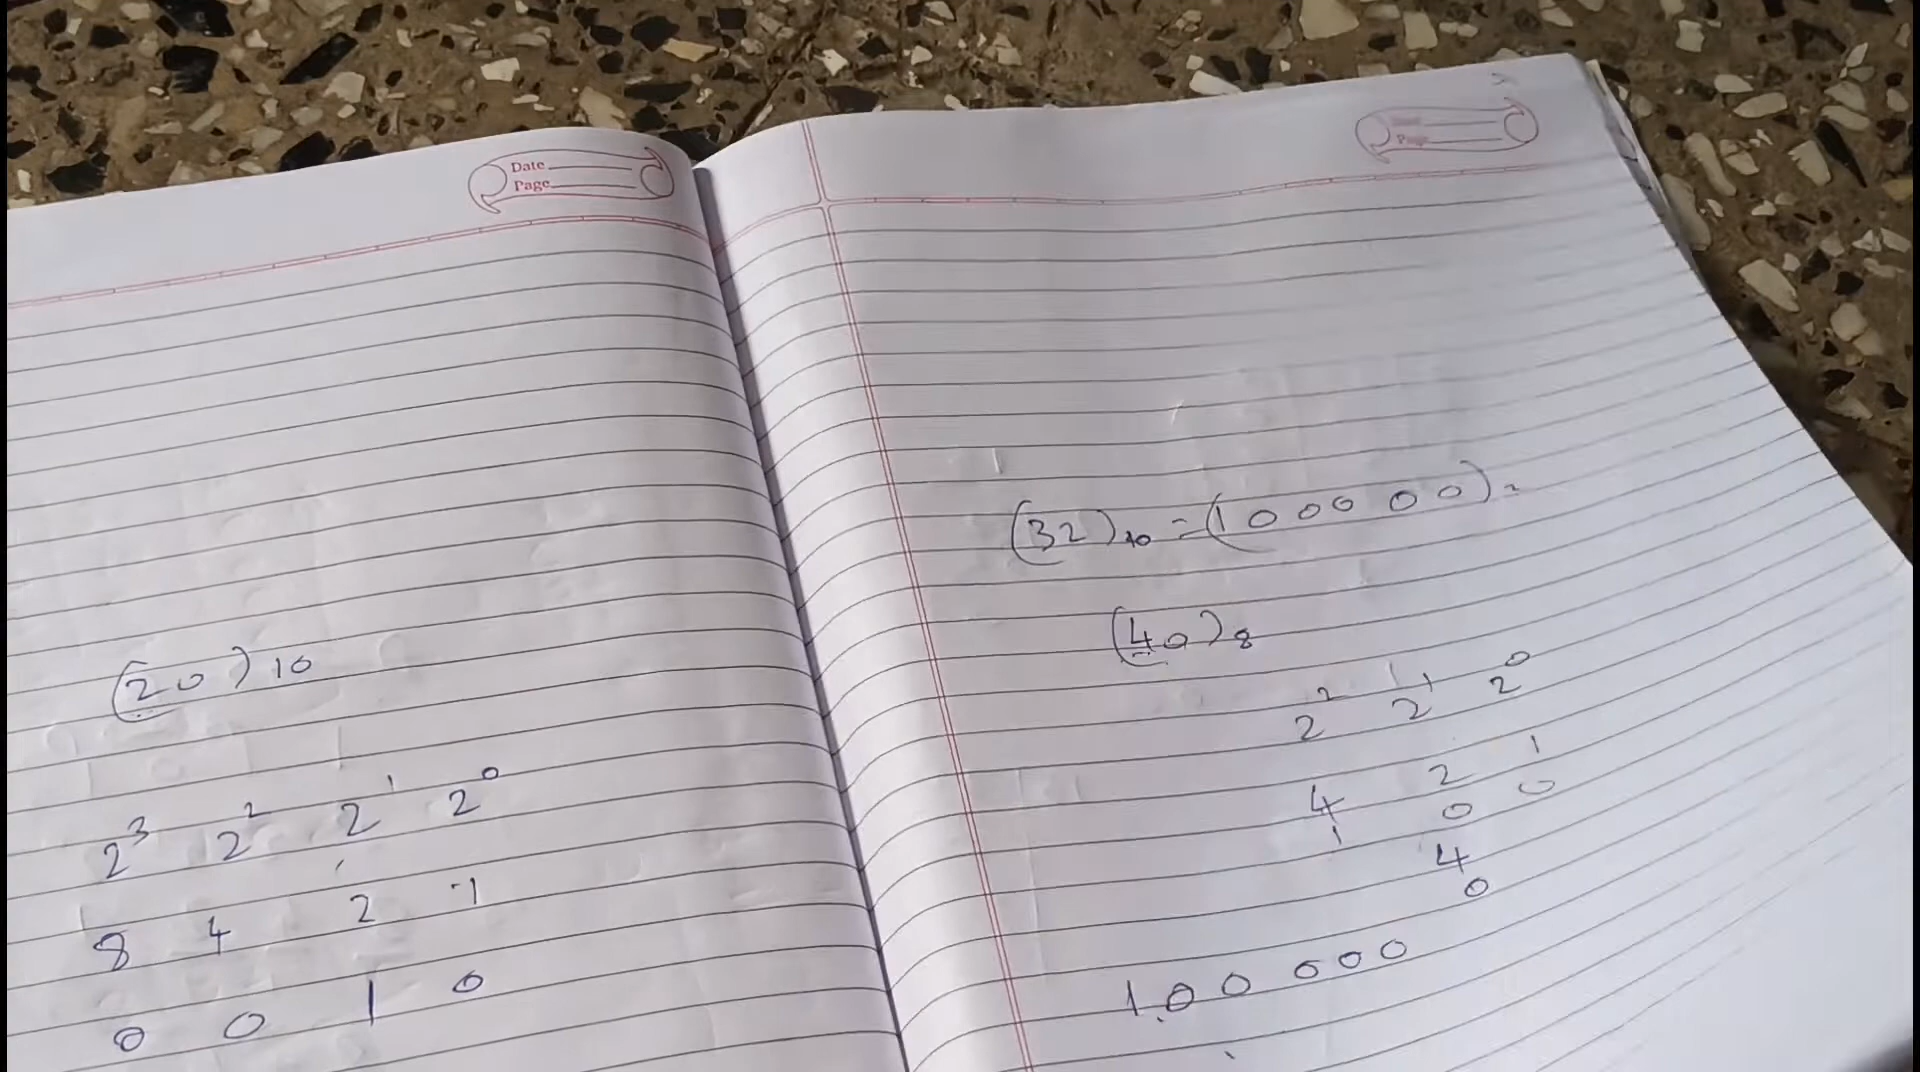 Date
Page
(20)10
2³ 2² 2¹ 2⁰
8 4 2 1
0 0 1 0
(32)10 = (100000)2
(40)8
2² 2¹ 2⁰
4 2 1
1 0 0
4
0
100000